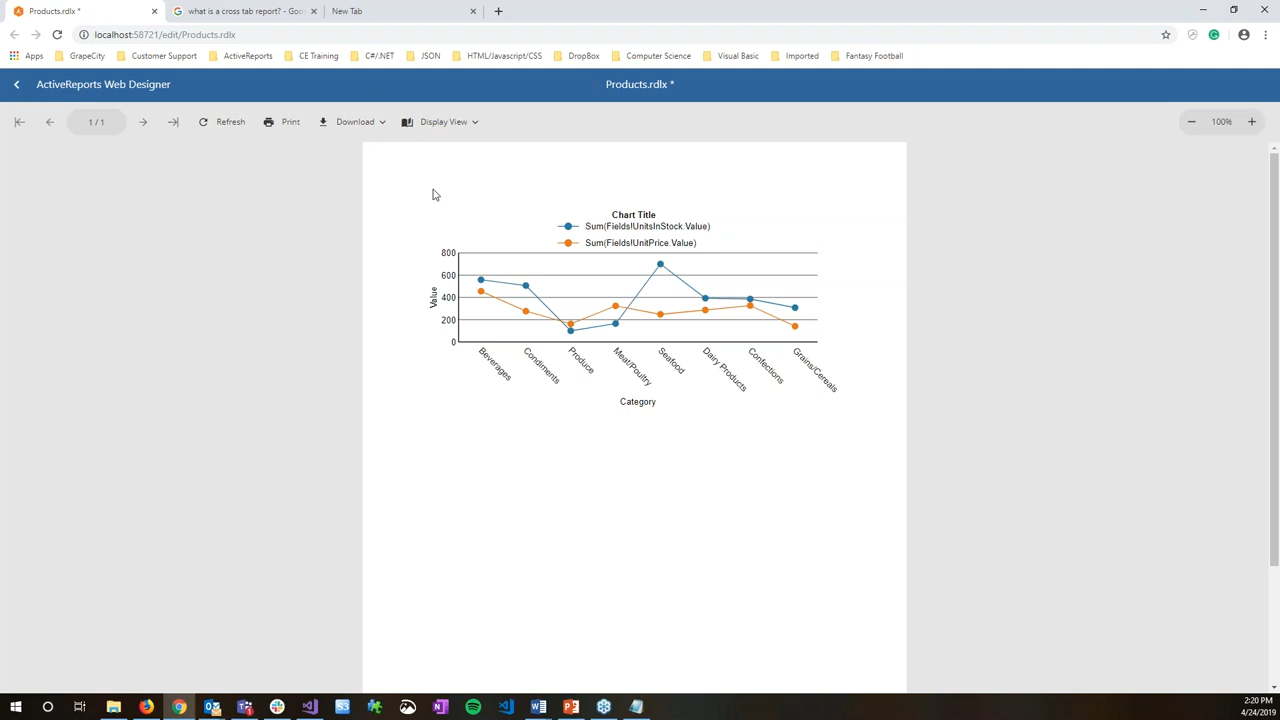 Products.rdlx *
what is a cross tab report? - Goo
New Tab
localhost:58721/edit/Products.rdlx
Apps GrapeCity Customer Support ActiveReports CE Training C#/.NET JSON HTML/Javascript/CSS DropBox Computer Science Visual Basic Imported Fantasy Football
ActiveReports Web Designer
Products.rdlx *
1 / 1 Refresh Print Download Display View 100%
Chart Title
Sum(Fields!UnitsInStock.Value)
Sum(Fields!UnitPrice.Value)
800
600
400
200
0
Value
Beverages
Condiments
Produce
Meat/Poultry
Seafood
Dairy Products
Confections
Grains/Cereals
Category
2:20 PM
4/24/2019